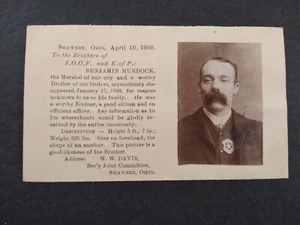 SHAWNEE, OHIO, April 10, 1900.
To the Brothers of
I.O.O.F. and K. of P.:
BENJAMIN MURDOCK,
the Marshal of our city and a worthy
Brother of our Orders, mysteriously dis-
appeared January 17, for reasons
unknown to us or his family. He was
a worthy Brother, a good citizen and an
efficient officer. Any information as to
his whereabouts would be gladly re-
ceived by the entire community.
DESCRIPTION — Height 5 ft., 7 in.;
Weight 225 lbs. Scar on forehead, the
shape of an anchor. This picture is a
good likeness of the Brother.
Address: W. W. DAVIS,
Sec'y Joint Committee,
SHAWNEE, OHIO.